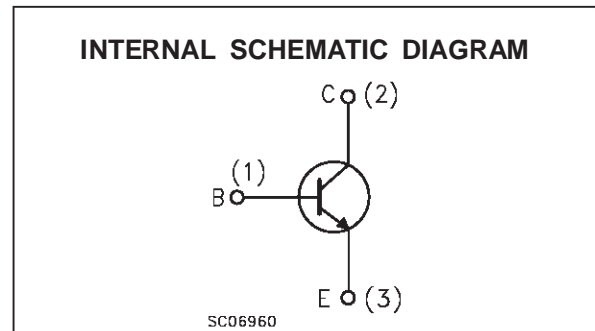 INTERNAL SCHEMATIC DIAGRAM
C (2)
(1)
B
E (3)
SC06960